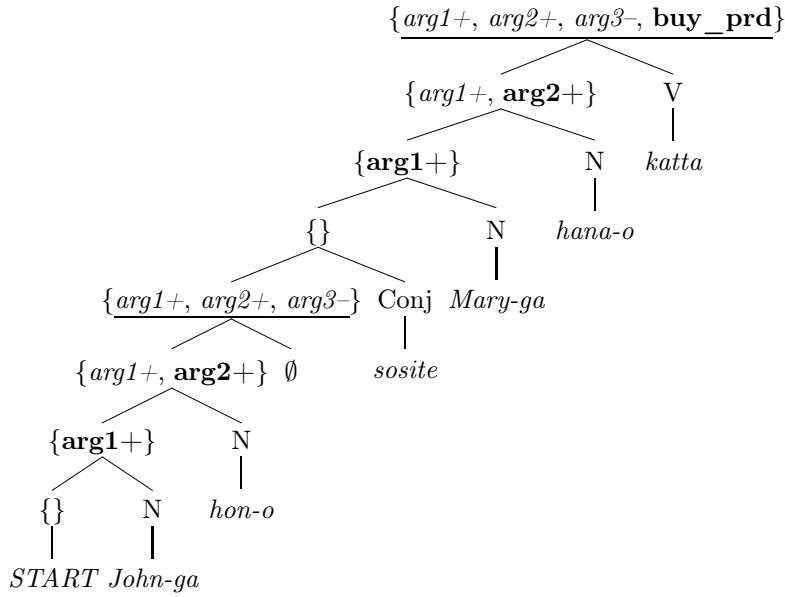 {arg1+, arg2+, arg3–, buy_prd}
{arg1+, arg2+} V
{arg1+} N katta
{} N hana-o
{arg1+, arg2+, arg3–} Conj Mary-ga
{arg1+, arg2+} ∅ sosite
{arg1+} N
{} N hon-o
START John-ga